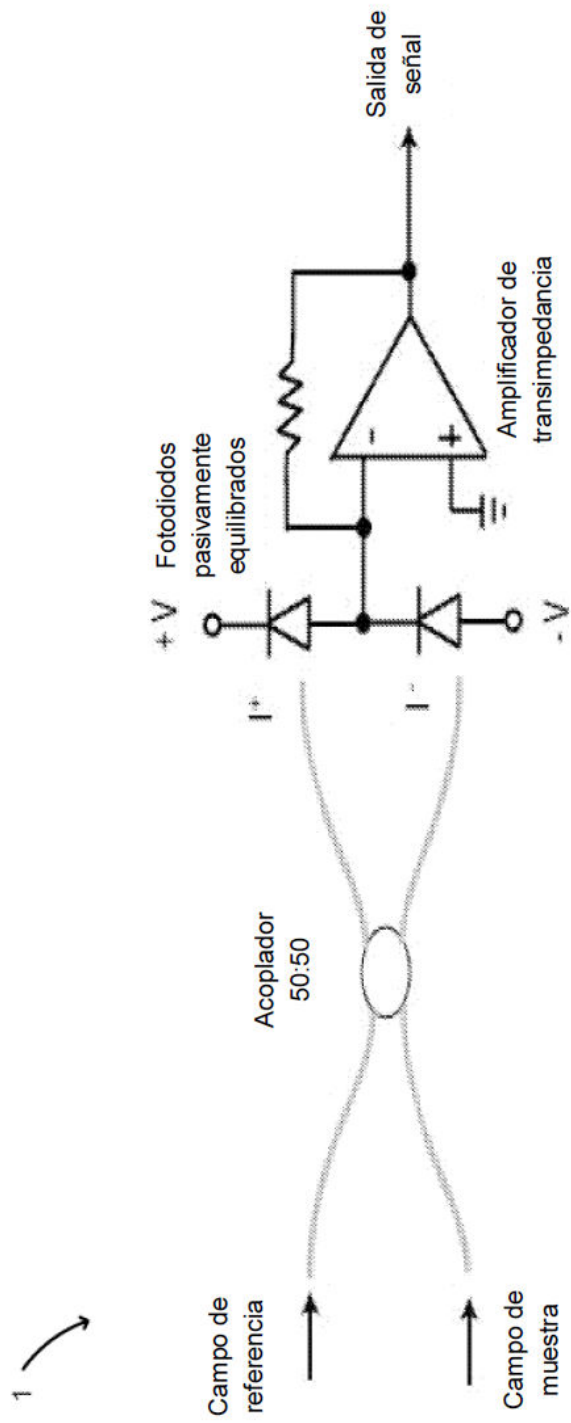 1
Campo de
referencia
Campo de
muestra
Acoplador
50:50
I+
I-
+ V
- V
Fotodiodos
pasivamente
equilibrados
-
+
Amplificador de
transimpedancia
Salida de
señal